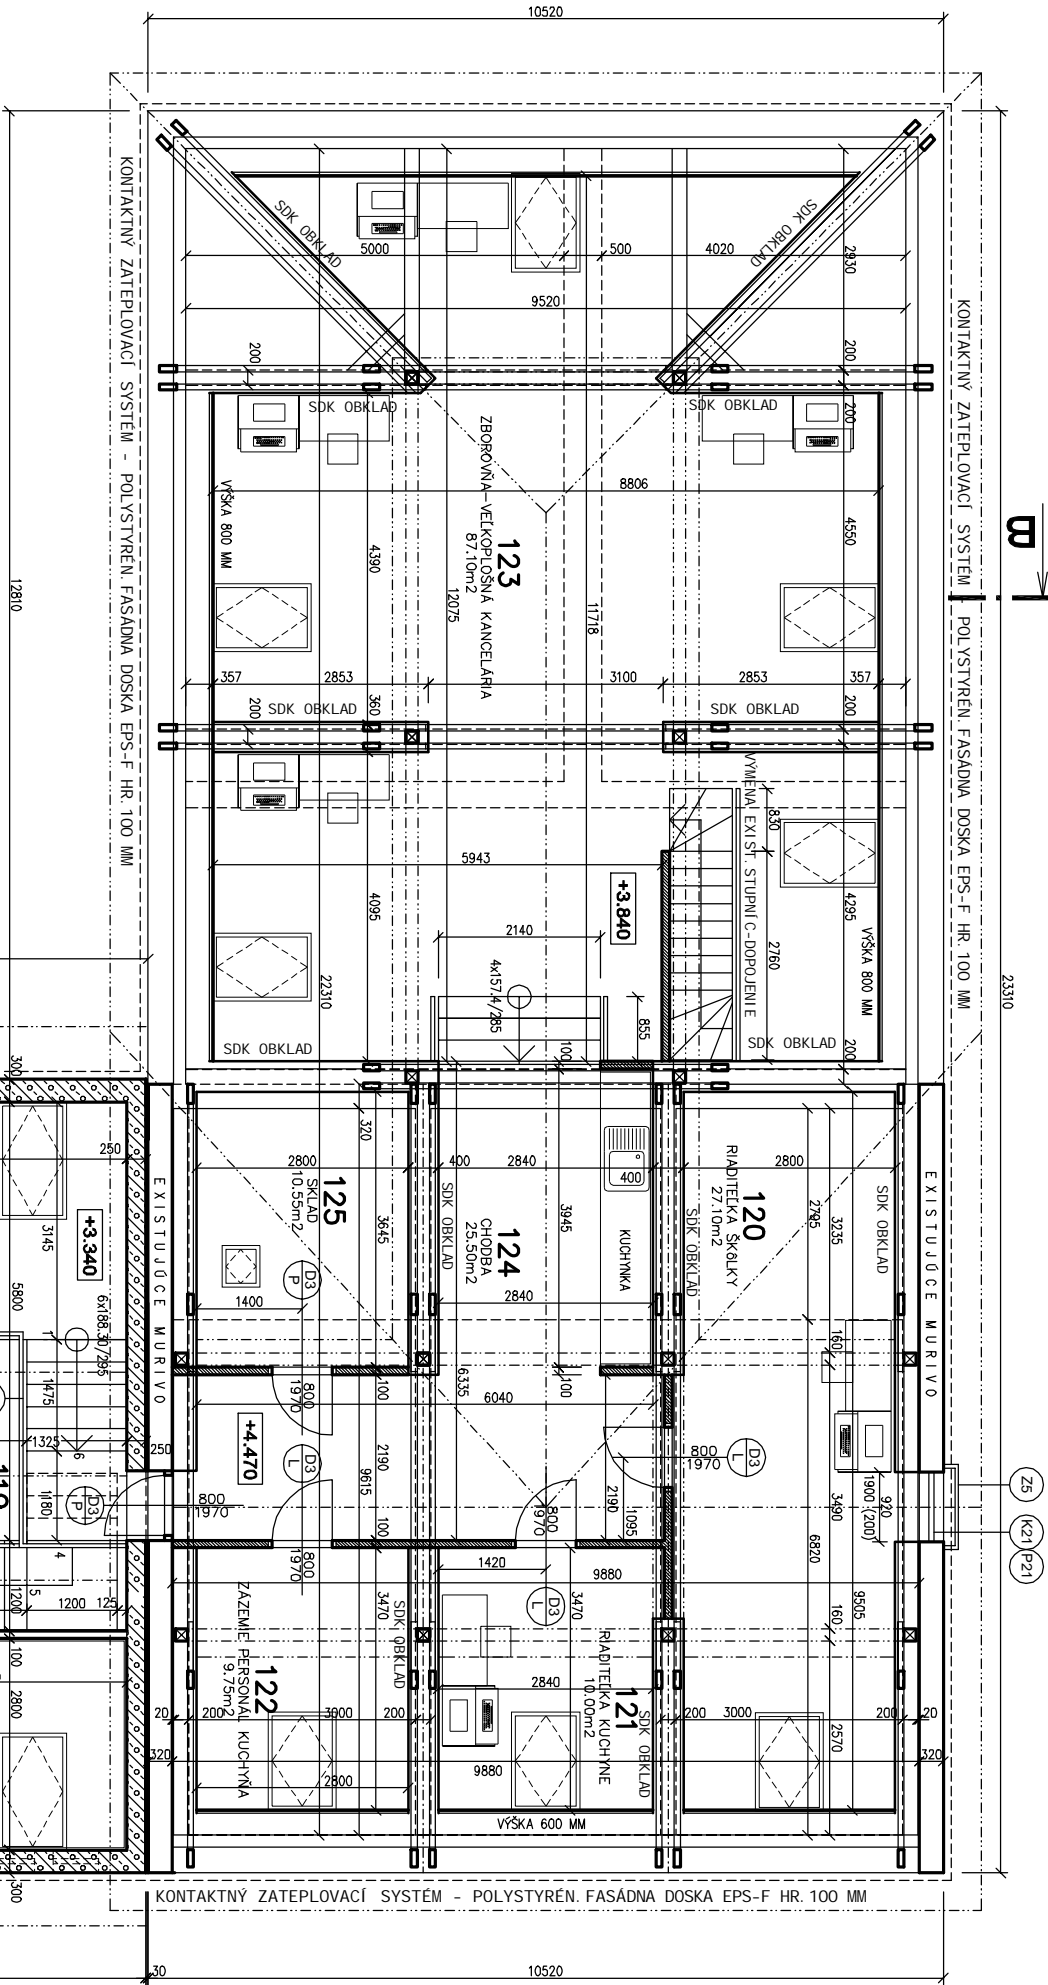 10520
KONTAKTNÝ ZATEPLOVACÍ SYSTÉM - POLYSTYRÉN. FASÁDNA DOSKA EPS-F HR. 100 MM
KONTAKTNÝ ZATEPLOVACÍ SYSTÉM - POLYSTYRÉN. FASÁDNA DOSKA EPS-F HR. 100 MM
SDK OBKLAD
SDK OBKLAD
5000
500
4020
2930
9520
200
200
200
SDK OBKLAD
SDK OBKLAD
B
8806
VÝŠKA 800 MM
123
ZBOROVŇA-VEĽKOPLOŠNÁ KANCELÁRIA
87.10m2
4390
4550
12075
11718
12810
357
2853
3100
2853
357
360
200
200
SDK OBKLAD
SDK OBKLAD
VÝMENA EXIST. STUPNÍC-DOPOJENIE
830
2760
5943
4095
4295
+3.840
2140
VÝŠKA 800 MM
4x157.4/285
22310
23310
855
100
SDK OBKLAD
SDK OBKLAD
200
300
320
250
2800
400
2840
400
2800
125
SKLAD
10.55m2
3645
SDK OBKLAD
124
CHODBA
25.50m2
3945
KUCHYNKA
SDK OBKLAD
120
RIADITEĽKA ŠKôLKY
27.10m2
2795
3235
SDK OBKLAD
EXISTUJÚCE MURIVO
EXISTUJÚCE MURIVO
3145
+3.340
5800
6x188.30/295
1
6
1475
1325
1180
250
D3
P
1400
2840
160
800
1970
100
6335
100
6040
+4.470
D3
L
2190
9615
800
1970
D3
L
2190
1095
800
1970
D3
P
800
1970
800
1970
100
920
1900 (200)
3490
6820
Z5
K21
P21
4
5
1200
1200
125
1420
D3
L
3470
3470
9880
9505
160
100
2800
ZÁZEMIE PERSONÁL KUCHYŇA
122
9.75m2
SDK OBKLAD
RIADITEĽKA KUCHYNE
121
10.00m2
SDK OBKLAD
2840
20
200
3000
200
200
3000
200
20
2570
320
2800
9880
320
VÝŠKA 600 MM
300
KONTAKTNÝ ZATEPLOVACÍ SYSTÉM - POLYSTYRÉN. FASÁDNA DOSKA EPS-F HR. 100 MM
30
10520